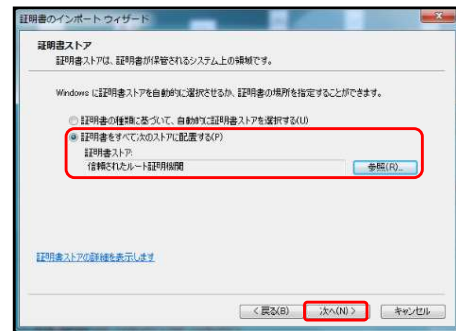 証明書のインポート ウィザード
証明書ストア
証明書ストアは、証明書が保管されるシステム上の領域です。
Windows に証明書ストアを自動的に選択させるか、証明書の場所を指定することができます。
証明書の種類に基づいて、自動的に証明書ストアを選択する(U)
証明書をすべて次のストアに配置する(P)
証明書ストア:
信頼されたルート証明機関
参照(R)...
証明書ストアの詳細を表示します
< 戻る(B) 次へ(N) > キャンセル